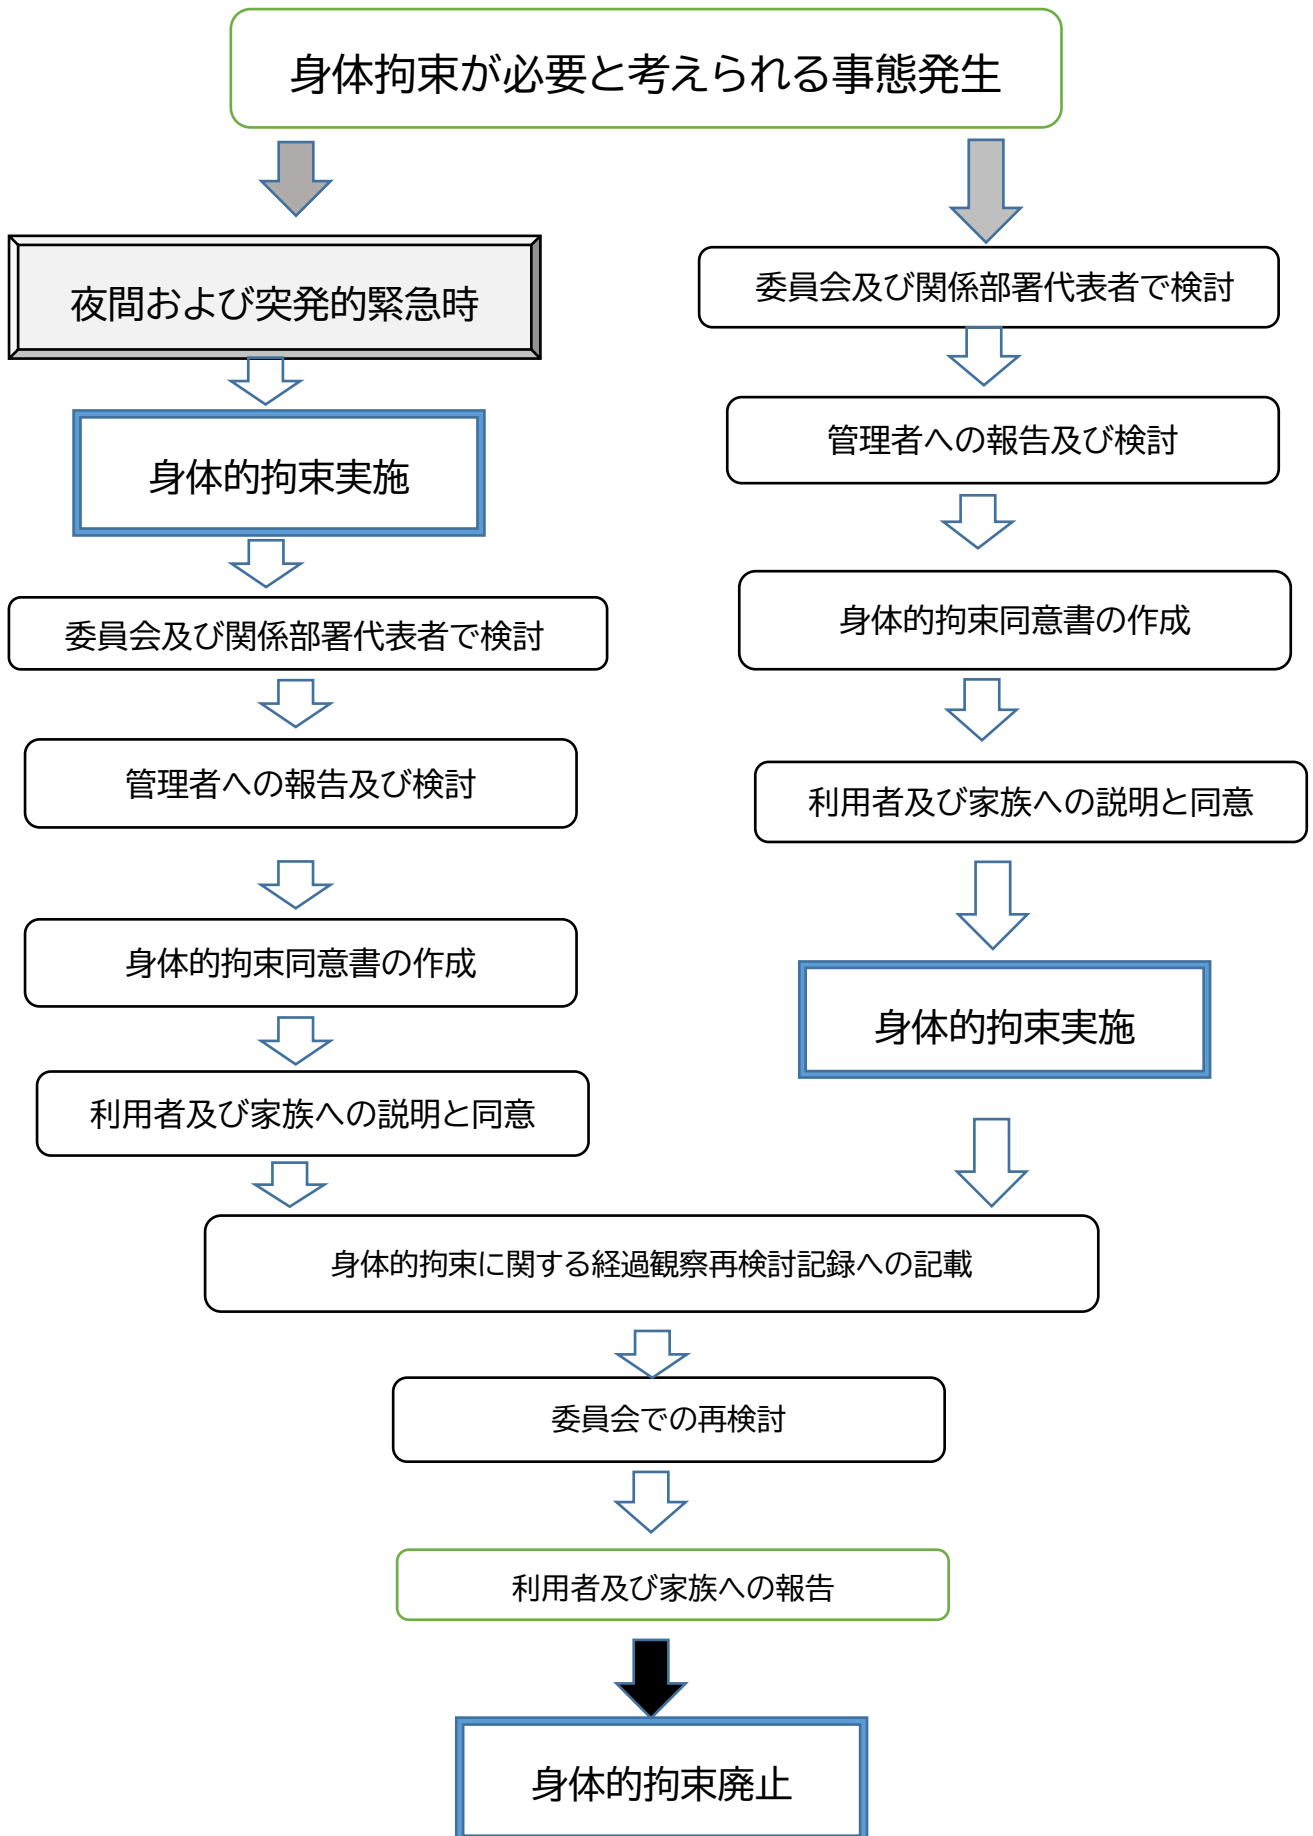 身体拘束が必要と考えられる事態発生
夜間および突発的緊急時
身体的拘束実施
委員会及び関係部署代表者で検討
管理者への報告及び検討
身体的拘束同意書の作成
利用者及び家族への説明と同意
委員会及び関係部署代表者で検討
管理者への報告及び検討
身体的拘束同意書の作成
利用者及び家族への説明と同意
身体的拘束実施
身体的拘束に関する経過観察再検討記録への記載
委員会での再検討
利用者及び家族への報告
身体的拘束廃止